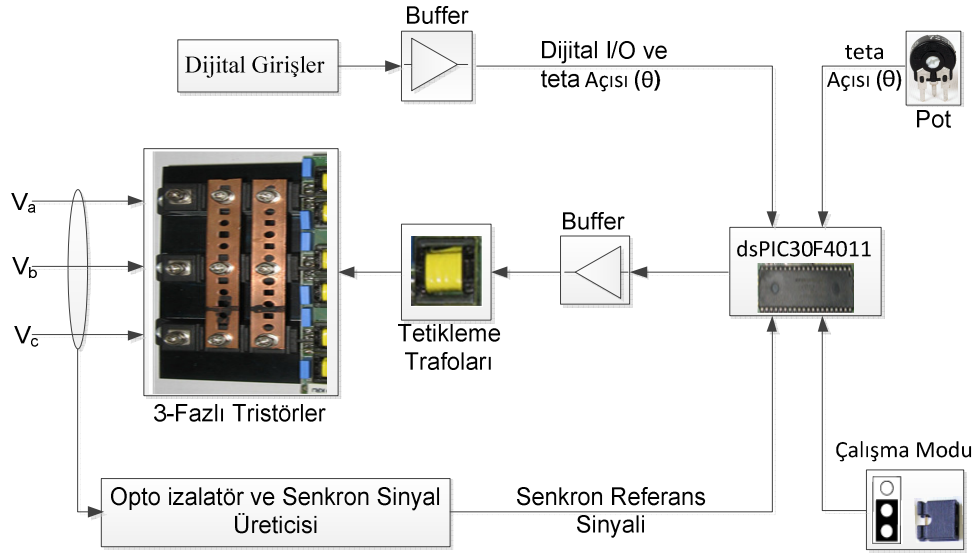 Buffer
Dijital Girişler
Dijital I/O ve
teta Açısı (θ)
teta
Açısı (θ)
Pot
Va
Vb
Vc
Buffer
dsPIC30F4011
Tetikleme
Trafoları
3-Fazlı Tristörler
Çalışma Modu
Opto izalatör ve Senkron Sinyal
Üreticisi
Senkron Referans
Sinyali